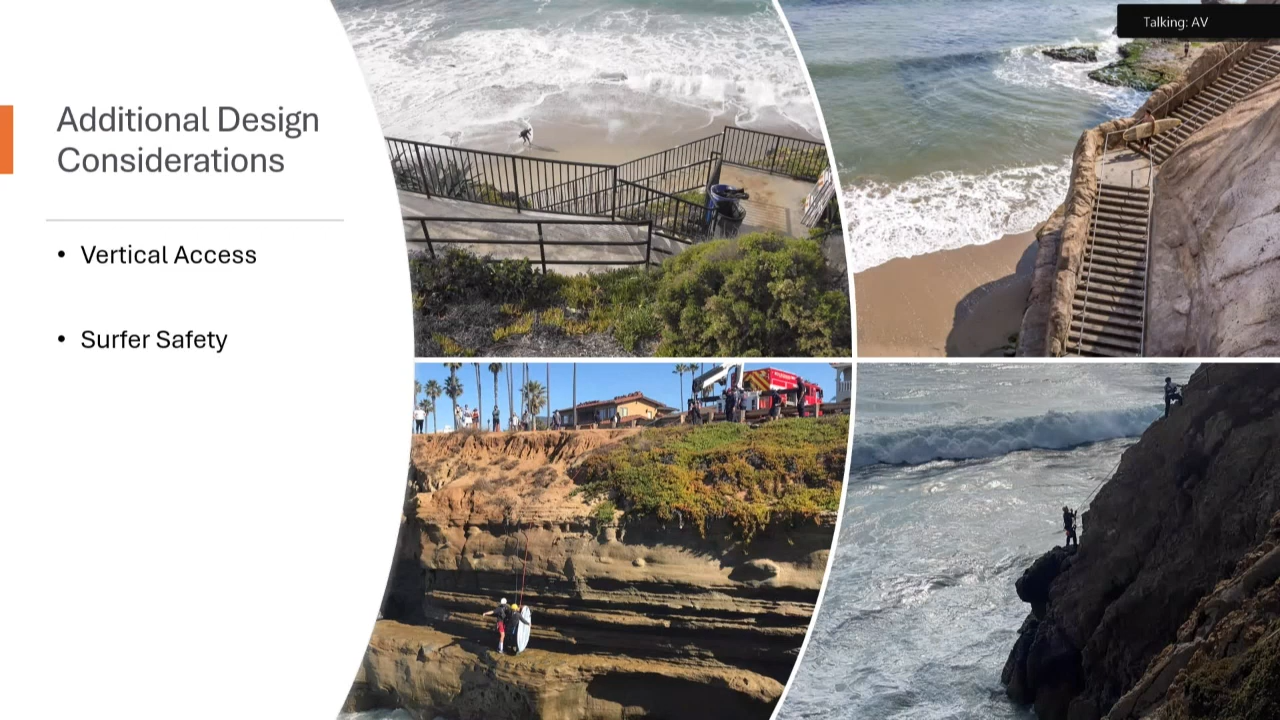 Talking: AV
Additional Design
Considerations
• Vertical Access
• Surfer Safety